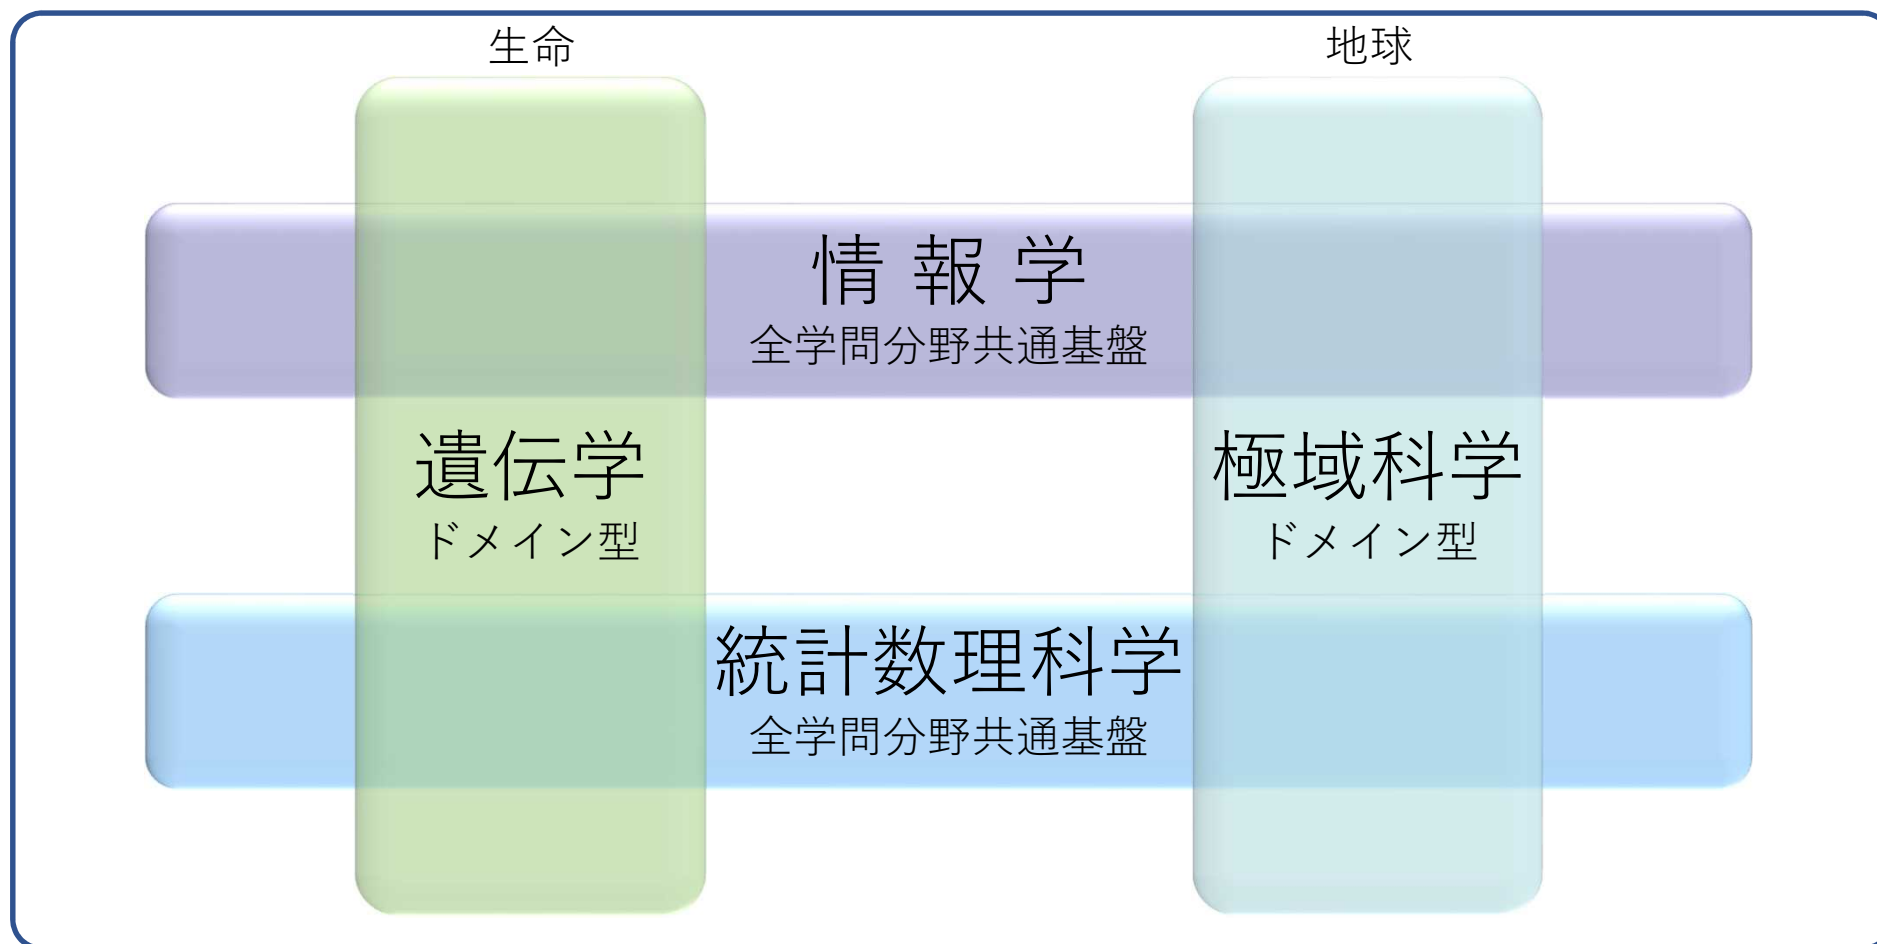 生命
地球
情報学
全学問分野共通基盤
遺伝学
ドメイン型
極域科学
ドメイン型
統計数理科学
全学問分野共通基盤